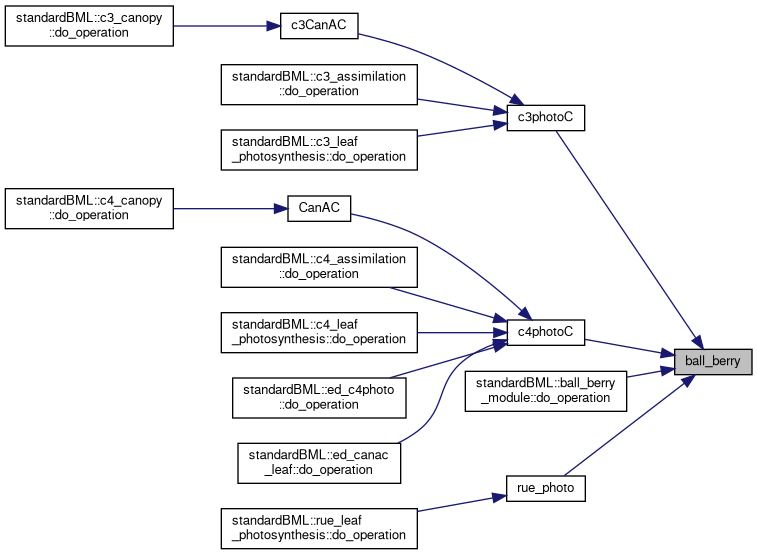 standardBML::c3_canopy
::do_operation
c3CanAC
standardBML::c3_assimilation
::do_operation
c3photoC
standardBML::c3_leaf
_photosynthesis::do_operation
standardBML::c4_canopy
::do_operation
CanAC
standardBML::c4_assimilation
::do_operation
standardBML::c4_leaf
_photosynthesis::do_operation
c4photoC
ball_berry
standardBML::ed_c4photo
::do_operation
standardBML::ball_berry
_module::do_operation
standardBML::ed_canac
_leaf::do_operation
rue_photo
standardBML::rue_leaf
_photosynthesis::do_operation